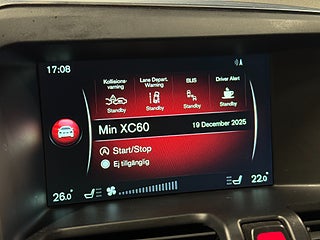 17:08
Kollisions-
varning
Standby
Lane Depart.
Warning
Standby
BLIS
Standby
Driver Alert
Standby
Min XC60
19 December 2025
Start/Stop
Ej tillgänglig
26.0°
22.0°